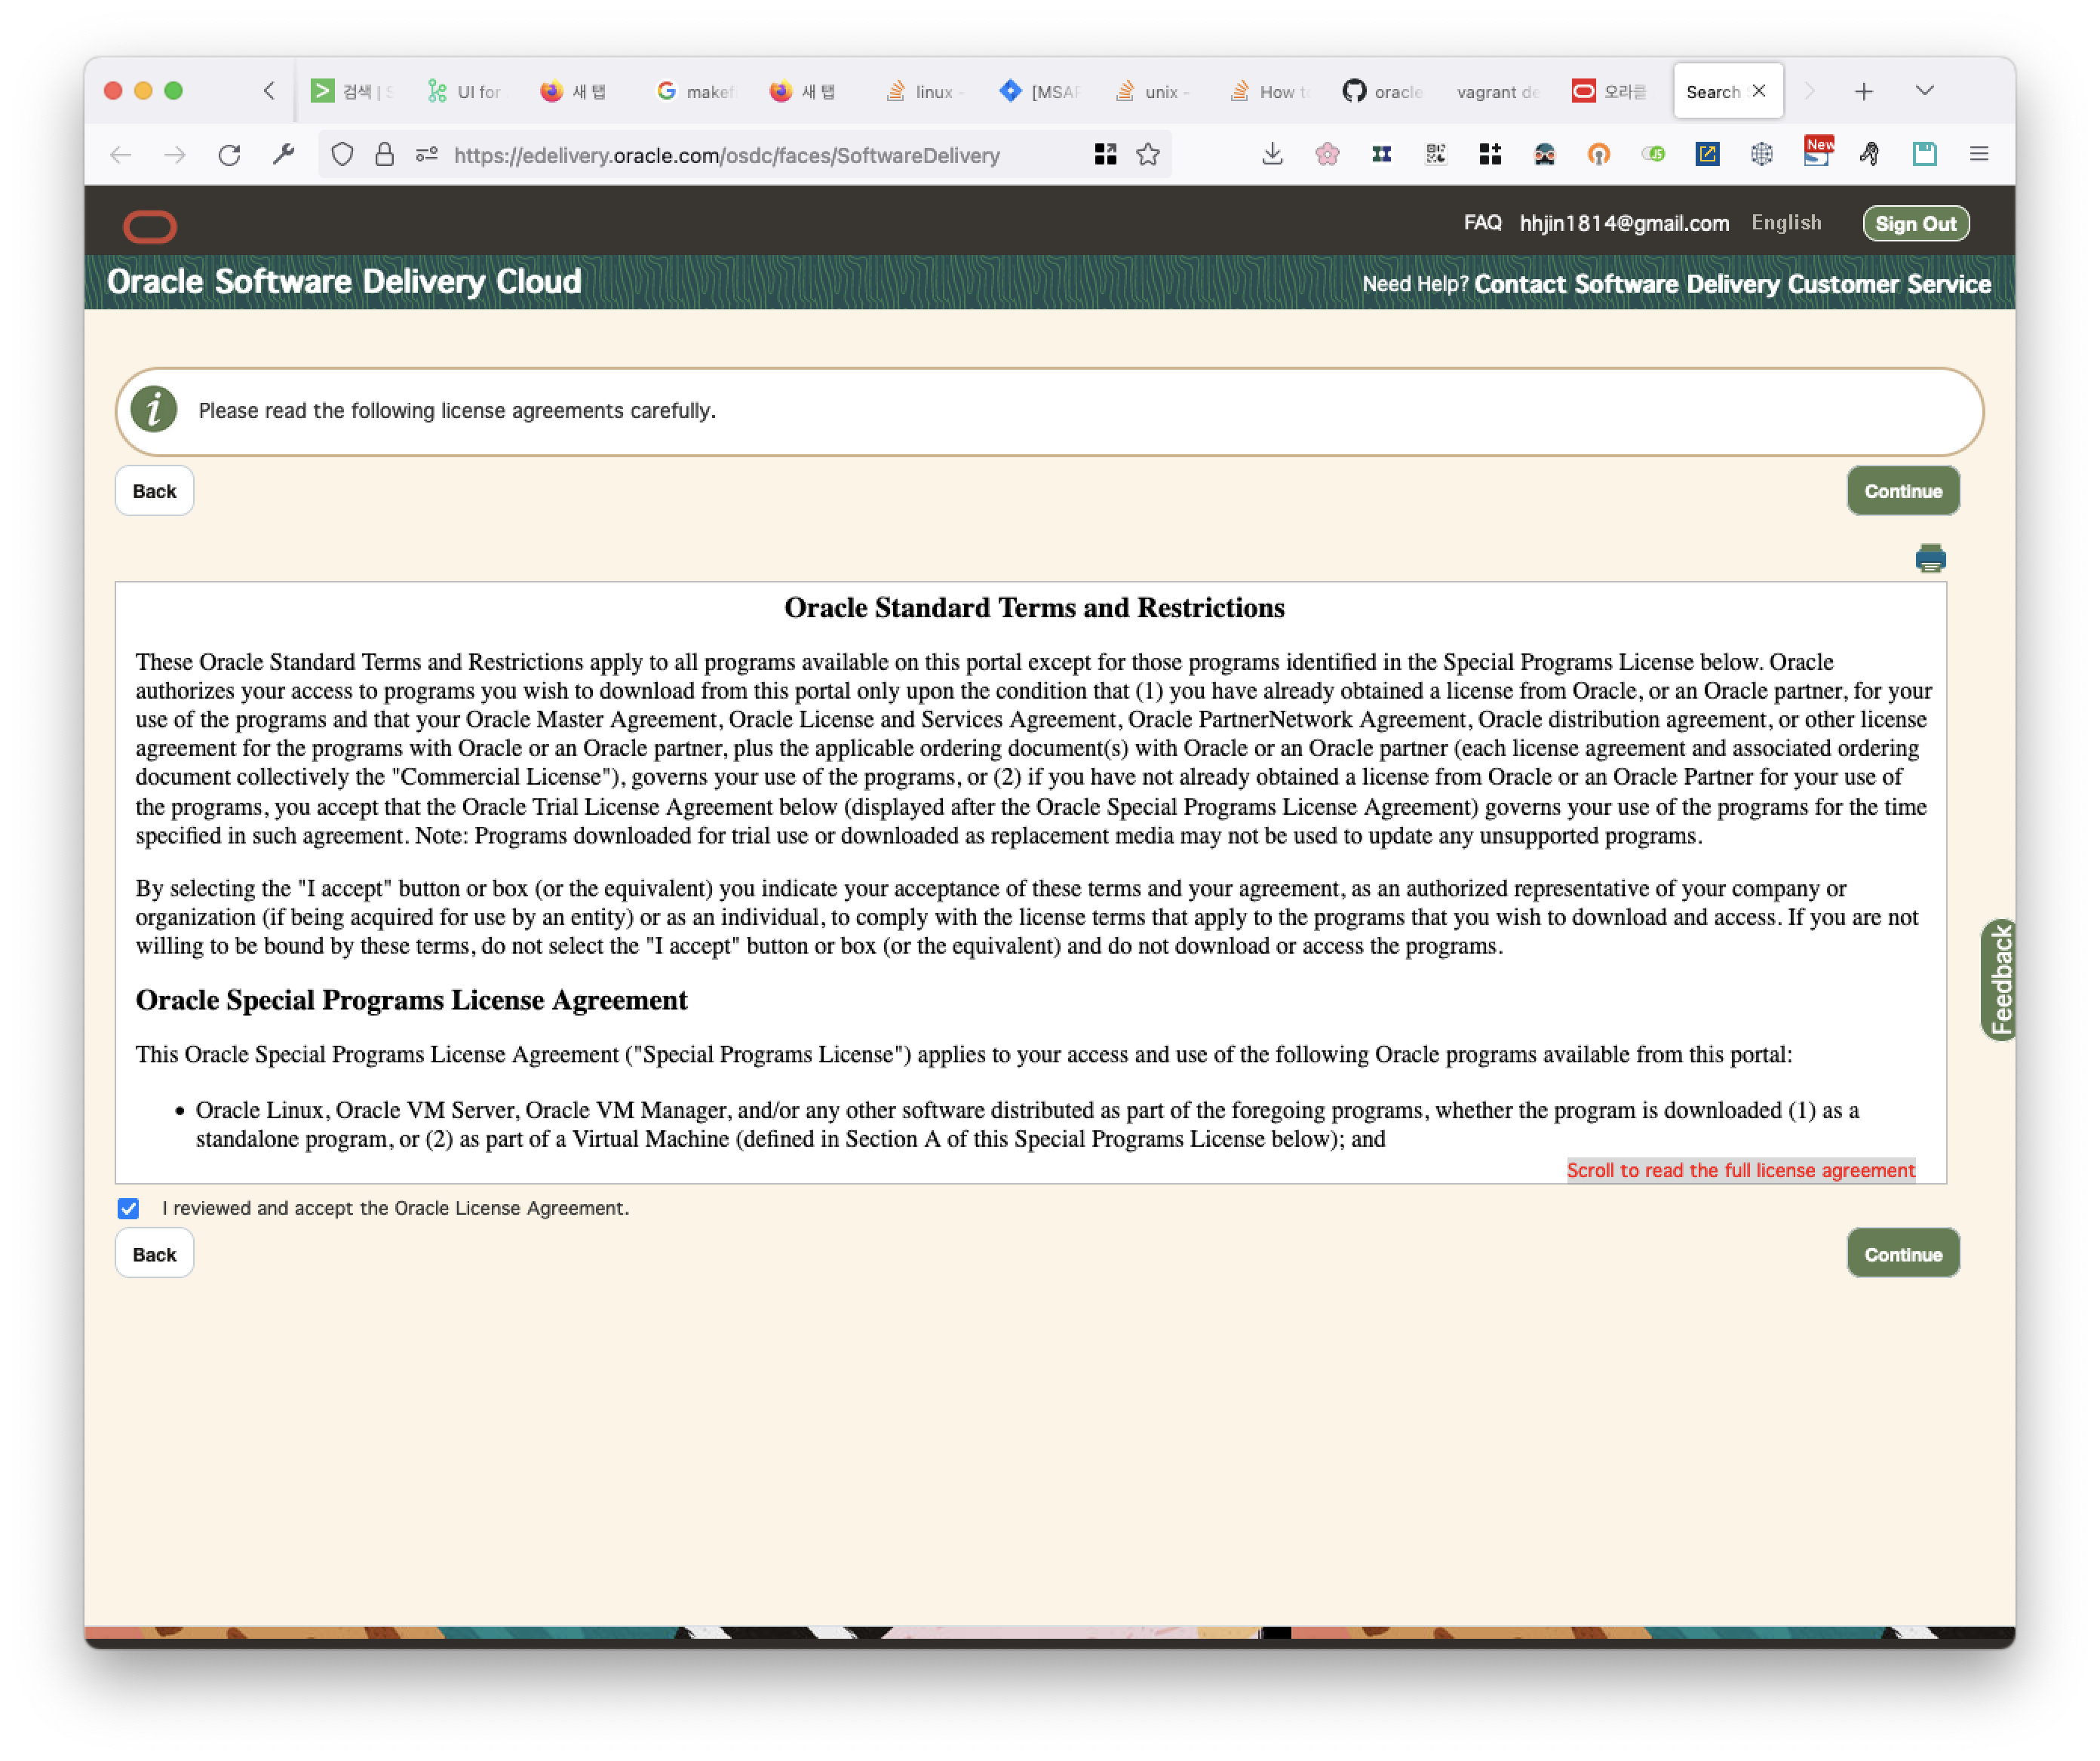 검색 | S
UI for
새 탭
makef
새 탭
linux -
[MSAP
unix -
How to
oracle
vagrant de
오라클
Search
https://edelivery.oracle.com/osdc/faces/SoftwareDelivery
New
FAQ hhjin1814@gmail.com English Sign Out
Oracle Software Delivery Cloud
Need Help? Contact Software Delivery Customer Service
Please read the following license agreements carefully.
Back
Continue
Oracle Standard Terms and Restrictions
These Oracle Standard Terms and Restrictions apply to all programs available on this portal except for those programs identified in the Special Programs License below. Oracle
authorizes your access to programs you wish to download from this portal only upon the condition that (1) you have already obtained a license from Oracle, or an Oracle partner, for your
use of the programs and that your Oracle Master Agreement, Oracle License and Services Agreement, Oracle PartnerNetwork Agreement, Oracle distribution agreement, or other license
agreement for the programs with Oracle or an Oracle partner, plus the applicable ordering document(s) with Oracle or an Oracle partner (each license agreement and associated ordering
document collectively the "Commercial License"), governs your use of the programs, or (2) if you have not already obtained a license from Oracle or an Oracle Partner for your use of
the programs, you accept that the Oracle Trial License Agreement below (displayed after the Oracle Special Programs License Agreement) governs your use of the programs for the time
specified in such agreement. Note: Programs downloaded for trial use or downloaded as replacement media may not be used to update any unsupported programs.
By selecting the "I accept" button or box (or the equivalent) you indicate your acceptance of these terms and your agreement, as an authorized representative of your company or
organization (if being acquired for use by an entity) or as an individual, to comply with the license terms that apply to the programs that you wish to download and access. If you are not
willing to be bound by these terms, do not select the "I accept" button or box (or the equivalent) and do not download or access the programs.
Oracle Special Programs License Agreement
This Oracle Special Programs License Agreement ("Special Programs License") applies to your access and use of the following Oracle programs available from this portal:
• Oracle Linux, Oracle VM Server, Oracle VM Manager, and/or any other software distributed as part of the foregoing programs, whether the program is downloaded (1) as a
standalone program, or (2) as part of a Virtual Machine (defined in Section A of this Special Programs License below); and
Scroll to read the full license agreement
Feedback
I reviewed and accept the Oracle License Agreement.
Back
Continue